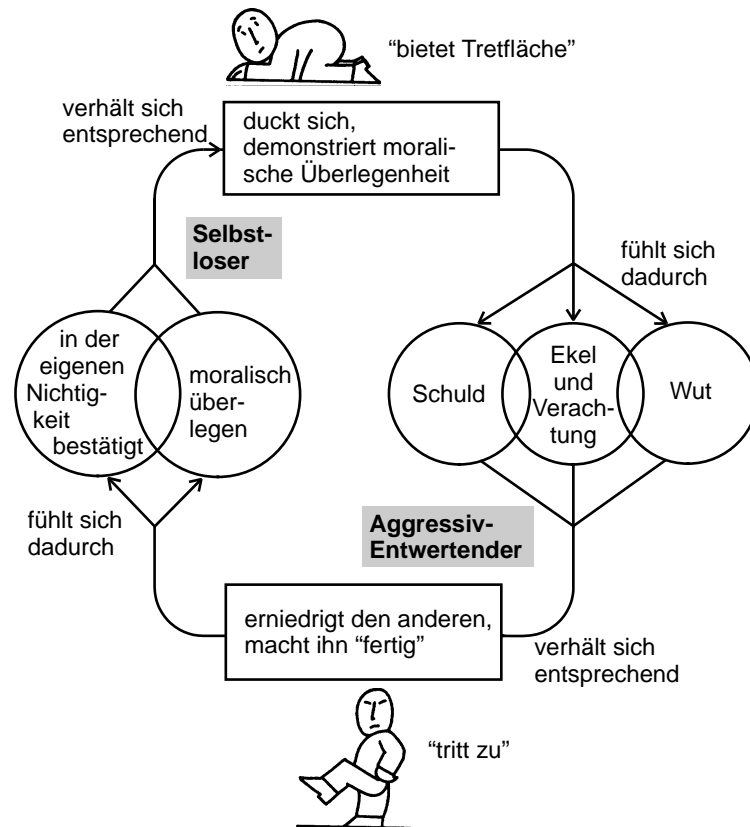 “bietet Tretfläche”
verhält sich
entsprechend
duckt sich,
demonstriert morali-
sche Überlegenheit
Selbst-
loser
fühlt sich
dadurch
in der
eigenen
Nichtig-
keit
bestätigt
moralisch
über-
legen
Schuld
Ekel
und
Verach-
tung
Wut
fühlt sich
dadurch
Aggressiv-
Entwertender
erniedrigt den anderen,
macht ihn “fertig”
verhält sich
entsprechend
“tritt zu”